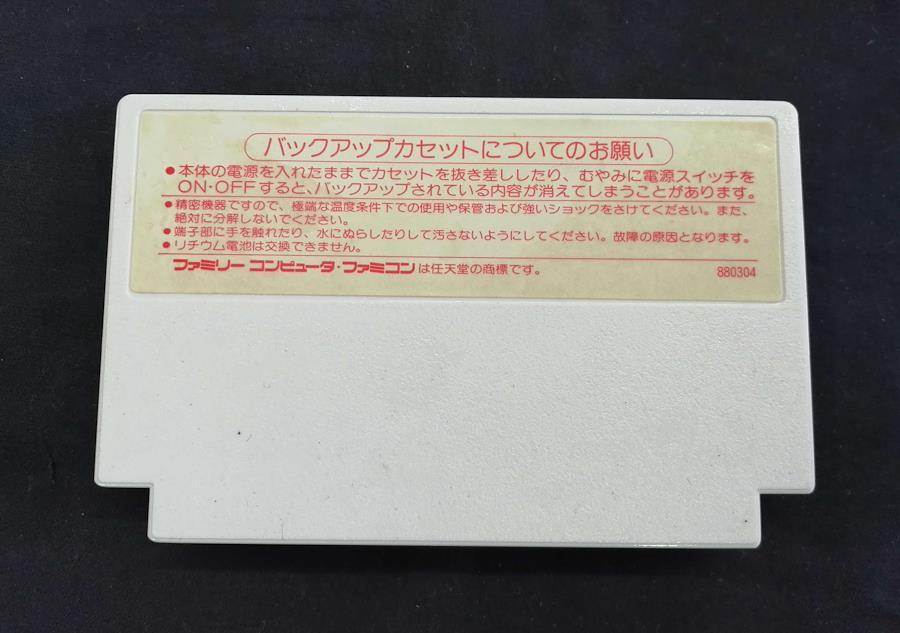 バックアップカセットについてのお願い
●本体の電源を入れたままでカセットを抜き差ししたり、むやみに電源スイッチを
ON·OFFすると、バックアップされている内容が消えてしまうことがあります。
●精密機器ですので、極端な温度条件下での使用や保管および強いショックをさけてください。また、
絶対に分解しないでください。
●端子部に手を触れたり、水にぬらしたりして汚さないようにしてください。故障の原因となります。
●リチウム電池は交換できません。
ファミリー コンピュータ·ファミコンは任天堂の商標です。 880304